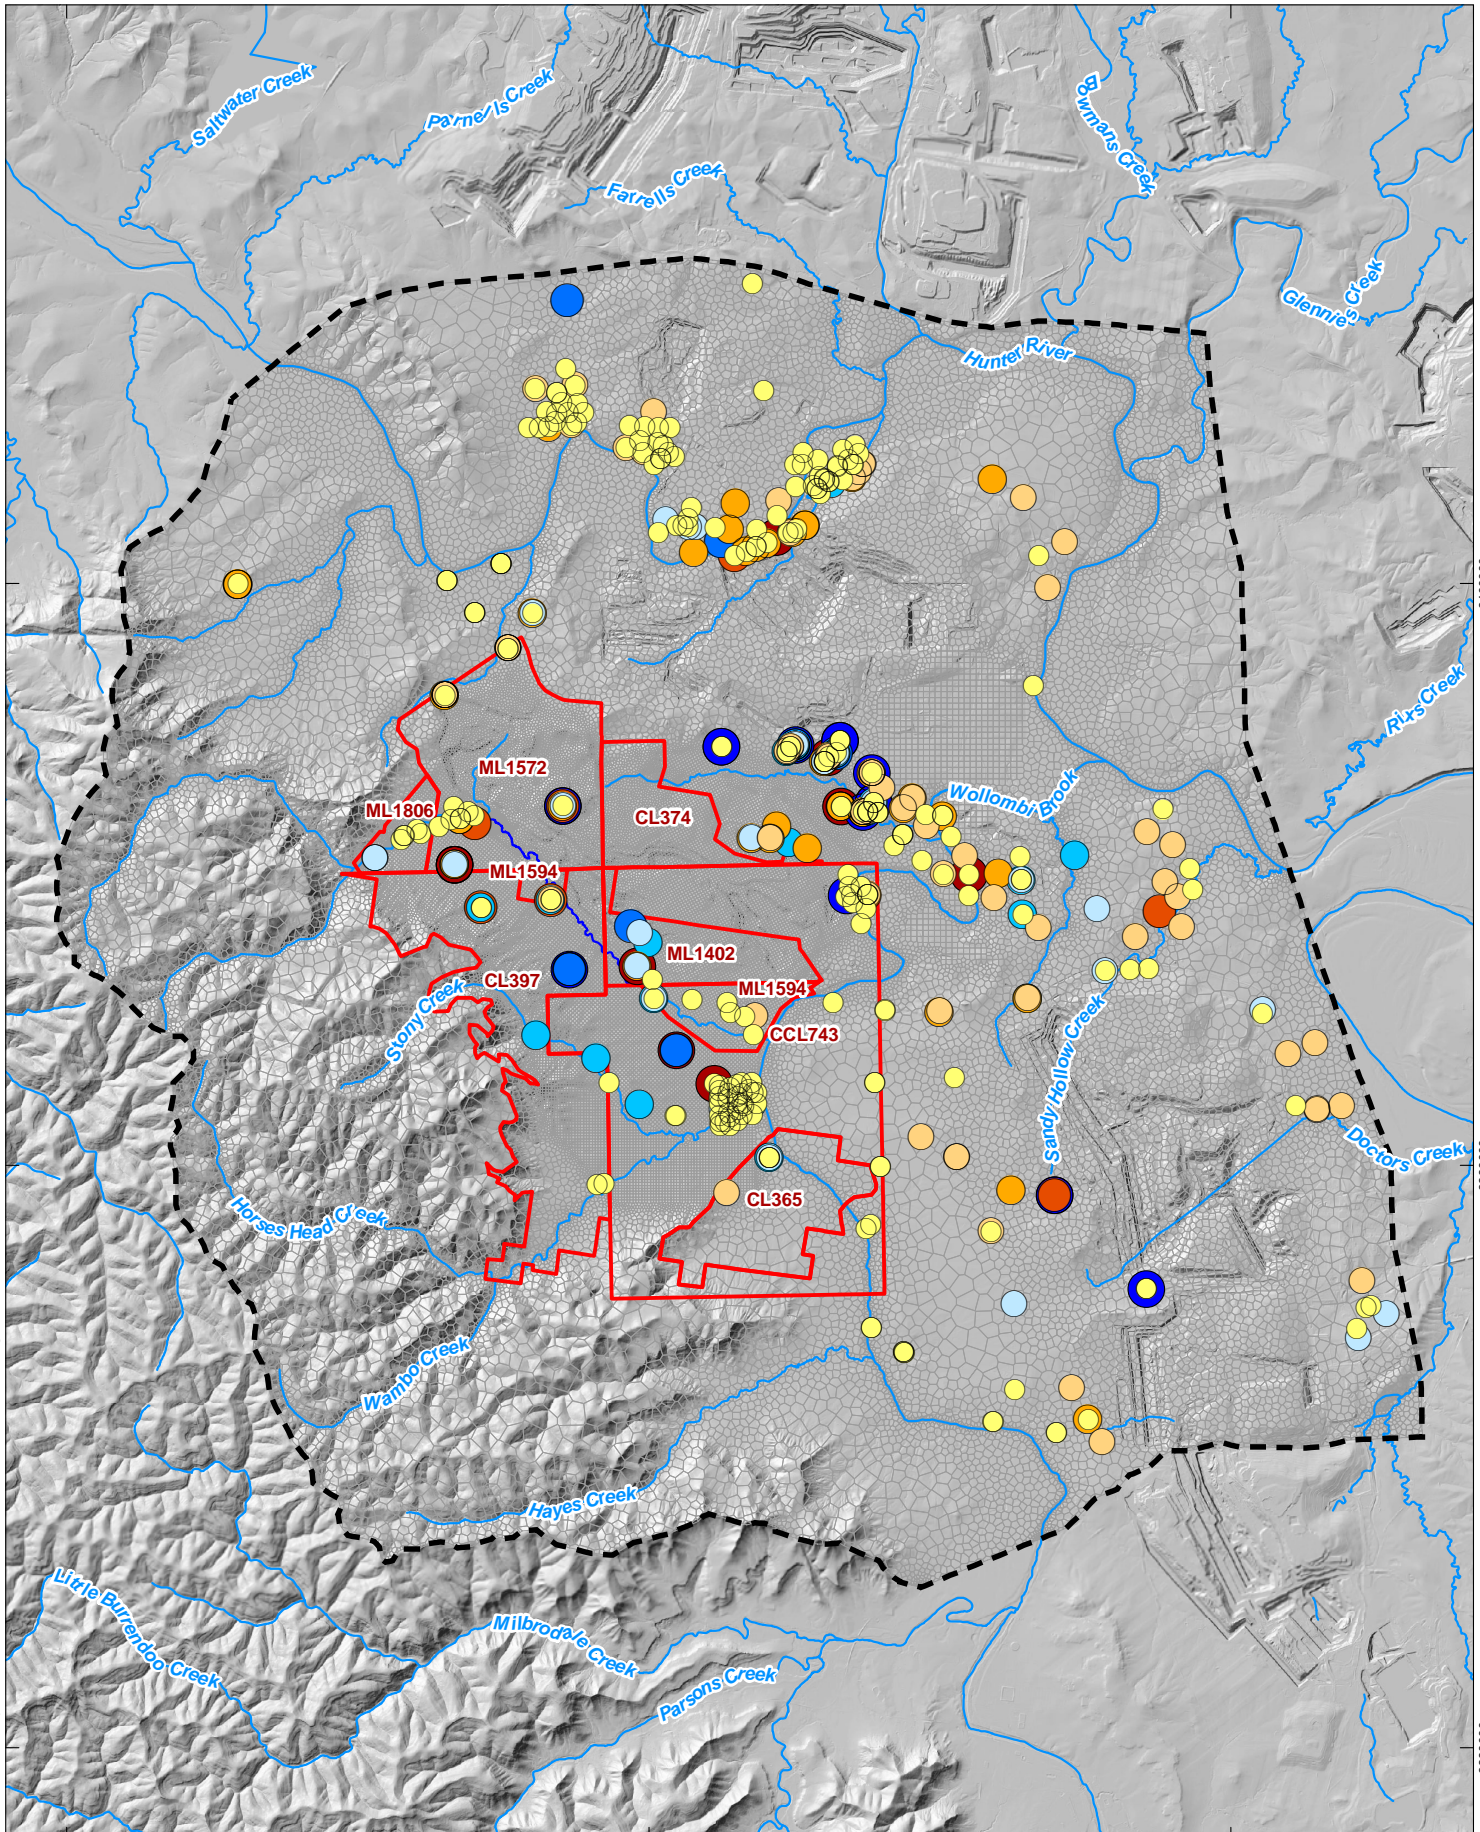 Saltwater Creek
Parnells Creek
Bowmans Creek
Farrells Creek
Glennies Creek
Hunter River
Rixs Creek
ML1572
Wollombi Brook
ML1806
CL374
ML1594
ML1402
CL397
ML1594
Stony Creek
CCL743
Sandy Hollow Creek
Doctors Creek
CL365
Horses Head Creek
Wambo Creek
Hayes Creek
Little Burrendoo Creek
Milbrodale Creek
Parsons Creek